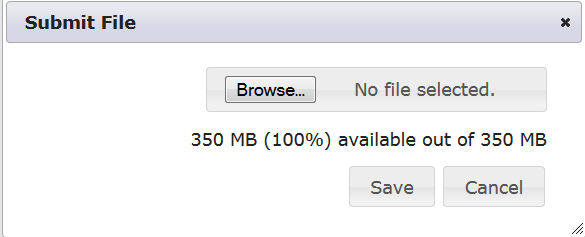 Submit File
Browse... No file selected.
350 MB (100%) available out of 350 MB
Save Cancel